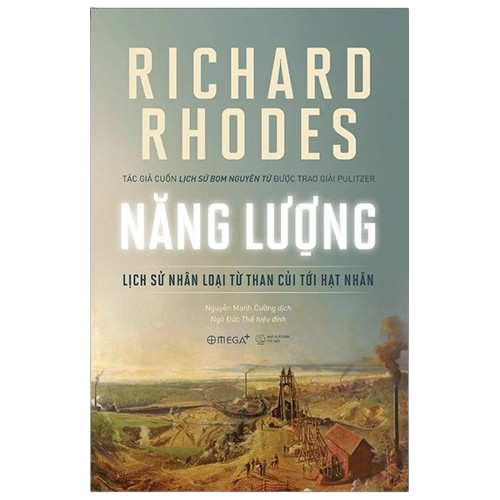 RICHARD
RHODES
TÁC GIẢ CUỐN LỊCH SỬ BOM NGUYÊN TỬ ĐƯỢC TRAO GIẢI PULITZER
NĂNG LƯỢNG
LỊCH SỬ NHÂN LOẠI TỪ THAN CỦI TỚI HẠT NHÂN
Nguyễn Mạnh Cường dịch
Ngô Đức Thế hiệu đính
OMEGA+